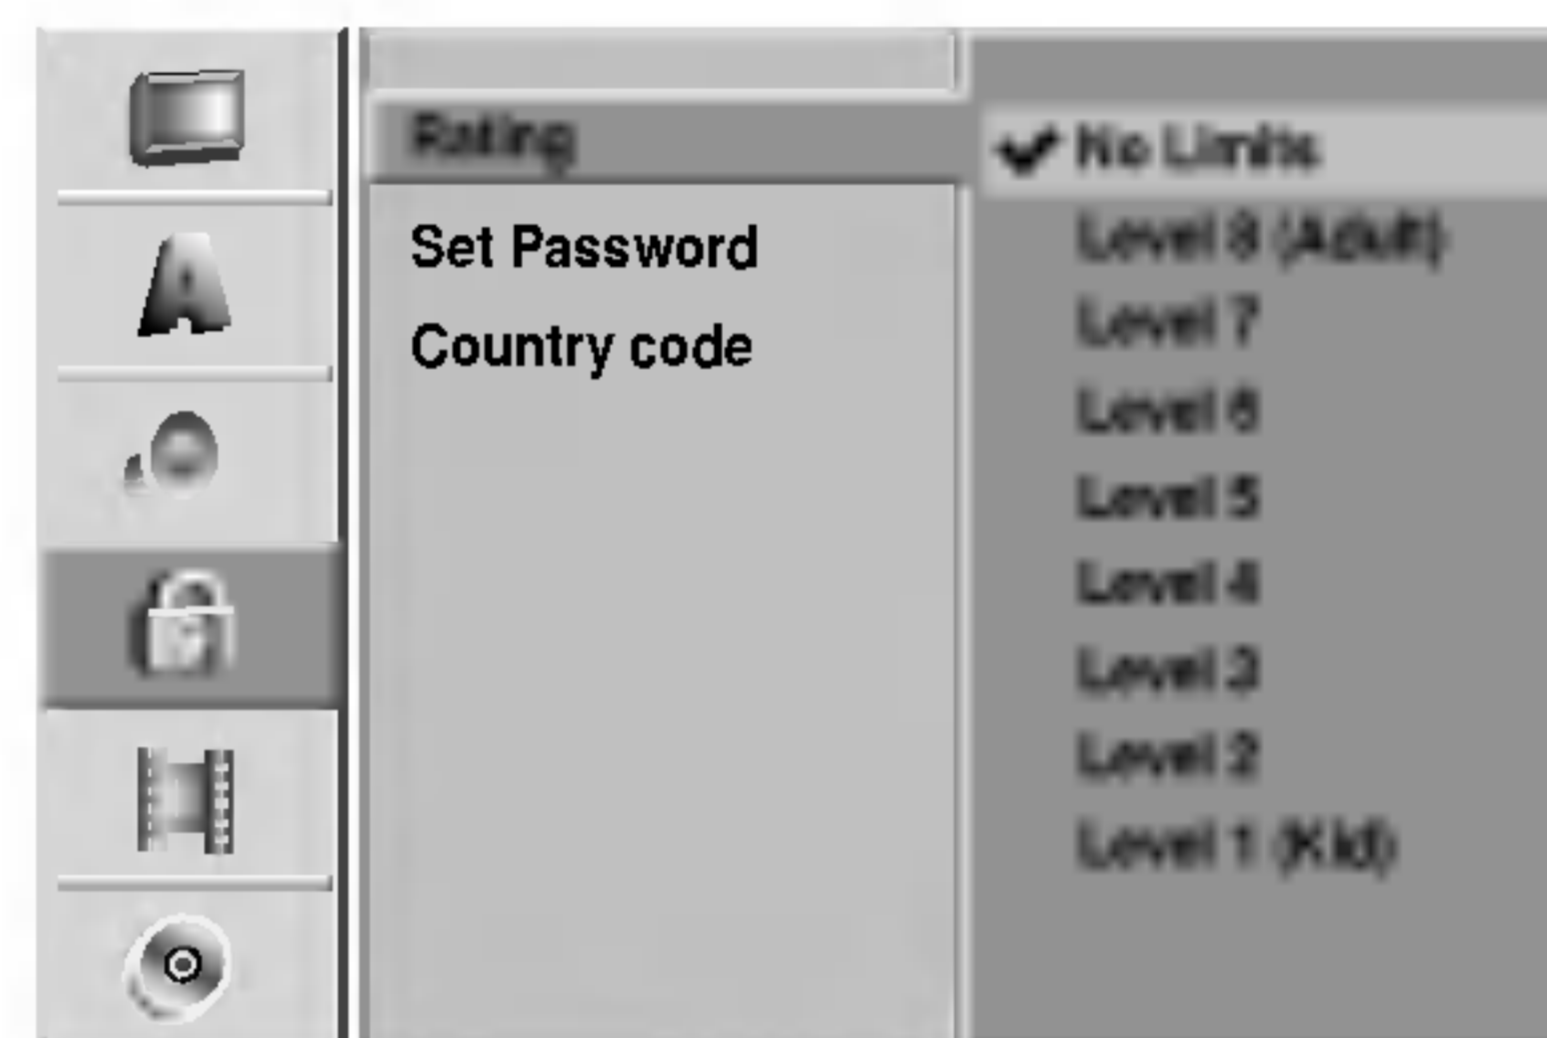 Rating
Set Password
Country code
No Limits
Level 8 (Adult)
Level 7
Level 6
Level 5
Level 4
Level 3
Level 2
Level 1 (Kid)